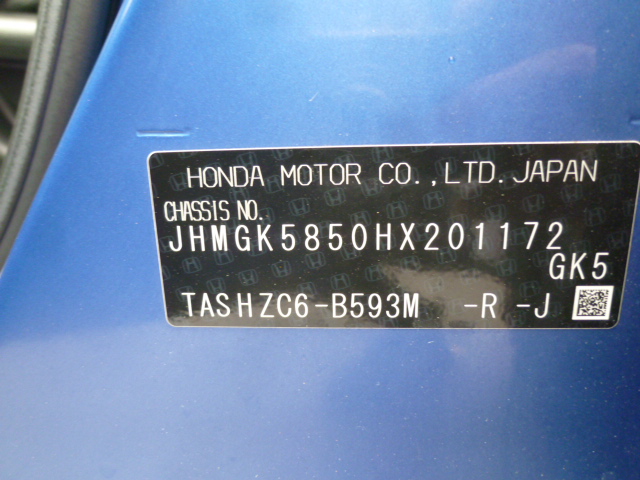 HONDA MOTOR CO.,LTD.JAPAN
CHASSIS NO.
JHMGK5850HX201172
GK5
TASHZC6-B593M -R -J